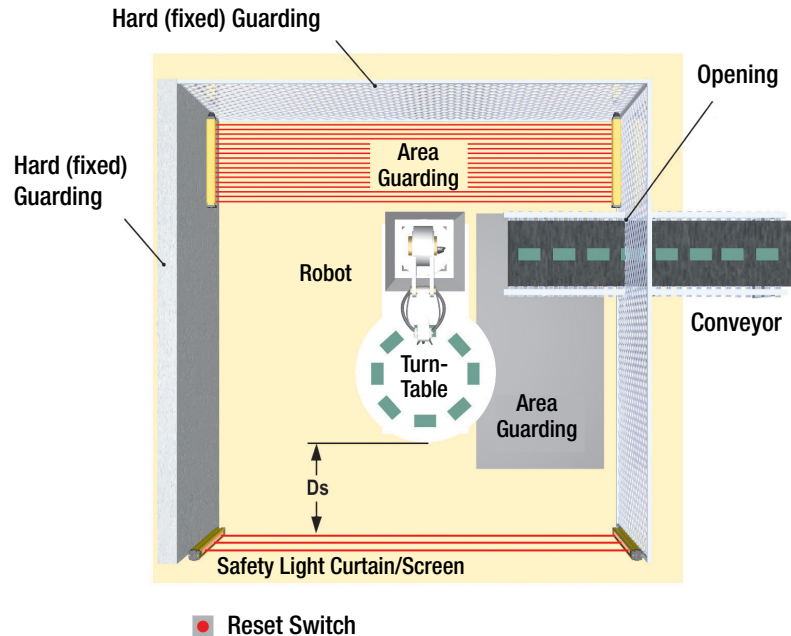 Hard (fixed) Guarding
Opening
Area
Guarding
Hard (fixed)
Guarding
Robot
Conveyor
Turn-
Table
Area
Guarding
Ds
Safety Light Curtain/Screen
Reset Switch